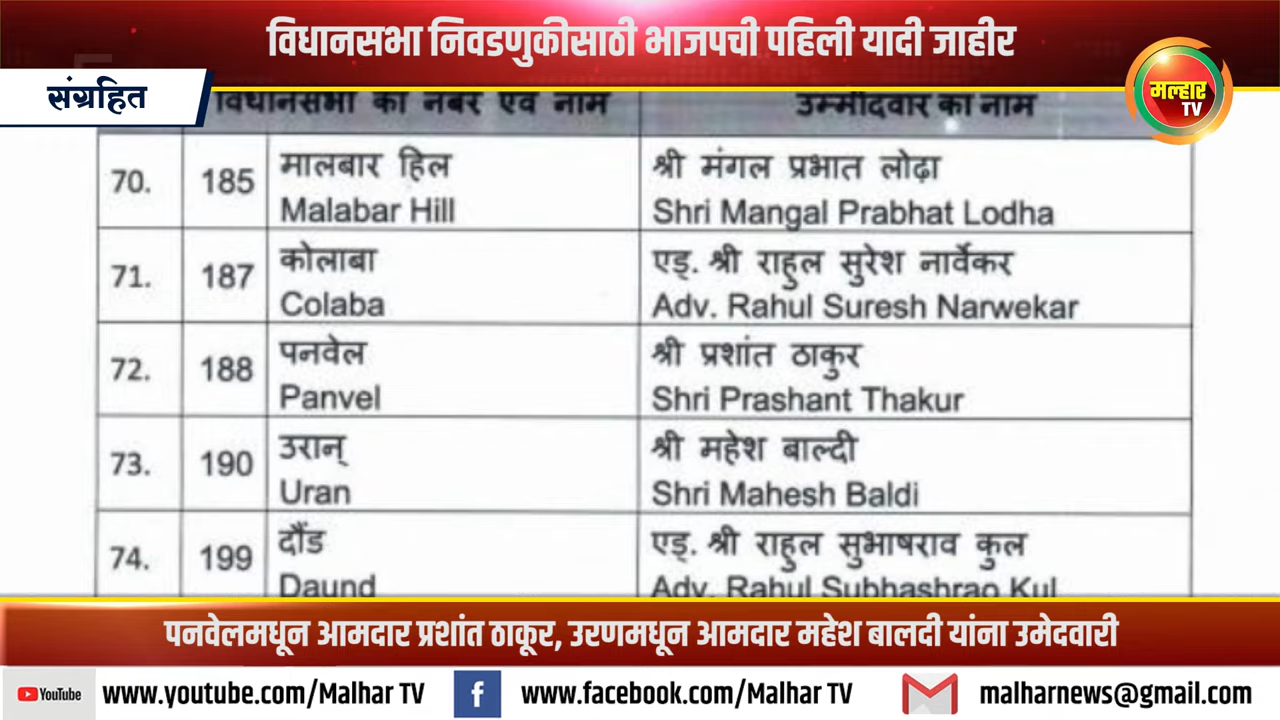 विधानसभा निवडणुकीसाठी भाजपची पहिली यादी जाहीर
संग्रहित
मल्हार
TV
विधानसभा का नंबर एवं नाम उम्मीदवार का नाम
70. 185 मालबार हिल श्री मंगल प्रभात लोढ़ा
Malabar Hill Shri Mangal Prabhat Lodha
71. 187 कोलाबा एड्. श्री राहुल सुरेश नार्वेकर
Colaba Adv. Rahul Suresh Narwekar
72. 188 पनवेल श्री प्रशांत ठाकुर
Panvel Shri Prashant Thakur
73. 190 उरान् श्री महेश बाल्दी
Uran Shri Mahesh Baldi
74. 199 दौंड एड्. श्री राहुल सुभाषराव कुल
Daund Adv. Rahul Subhashrao Kul
पनवेलमधून आमदार प्रशांत ठाकूर, उरणमधून आमदार महेश बालदी यांना उमेदवारी
YouTube www.youtube.com/Malhar TV www.facebook.com/Malhar TV malharnews@gmail.com